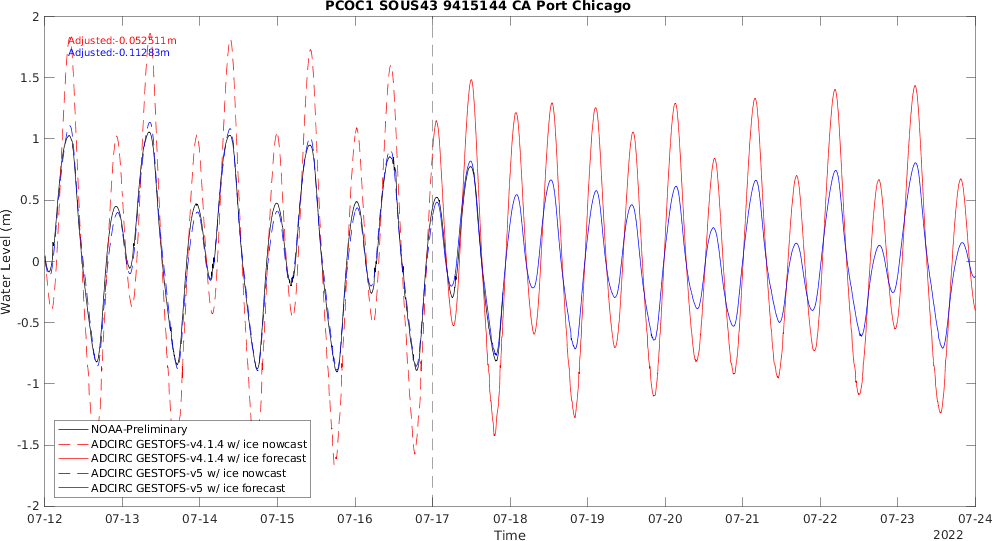 PCOC1 SOUS43 9415144 CA Port Chicago
Adjusted:-0.052511m
Adjusted:-0.11283m
2
1.5
1
0.5
0
-0.5
-1
-1.5
-2
Water Level (m)
NOAA-Preliminary
ADCIRC GESTOFS-v4.1.4 w/ ice nowcast
ADCIRC GESTOFS-v4.1.4 w/ ice forecast
ADCIRC GESTOFS-v5 w/ ice nowcast
ADCIRC GESTOFS-v5 w/ ice forecast
07-12 07-13 07-14 07-15 07-16 07-17 07-18 07-19 07-20 07-21 07-22 07-23 07-24
Time
2022